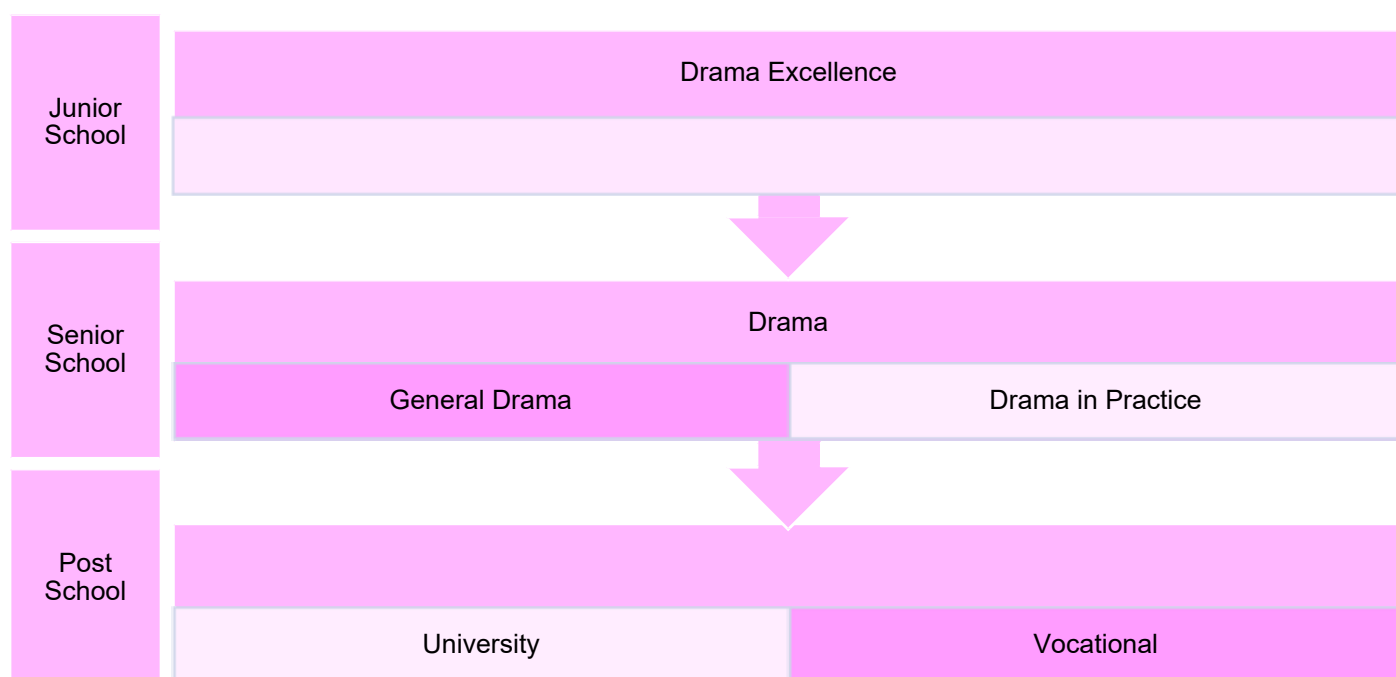 Junior
School
Drama Excellence
Senior
School
Drama
General Drama
Drama in Practice
Post
School
University
Vocational